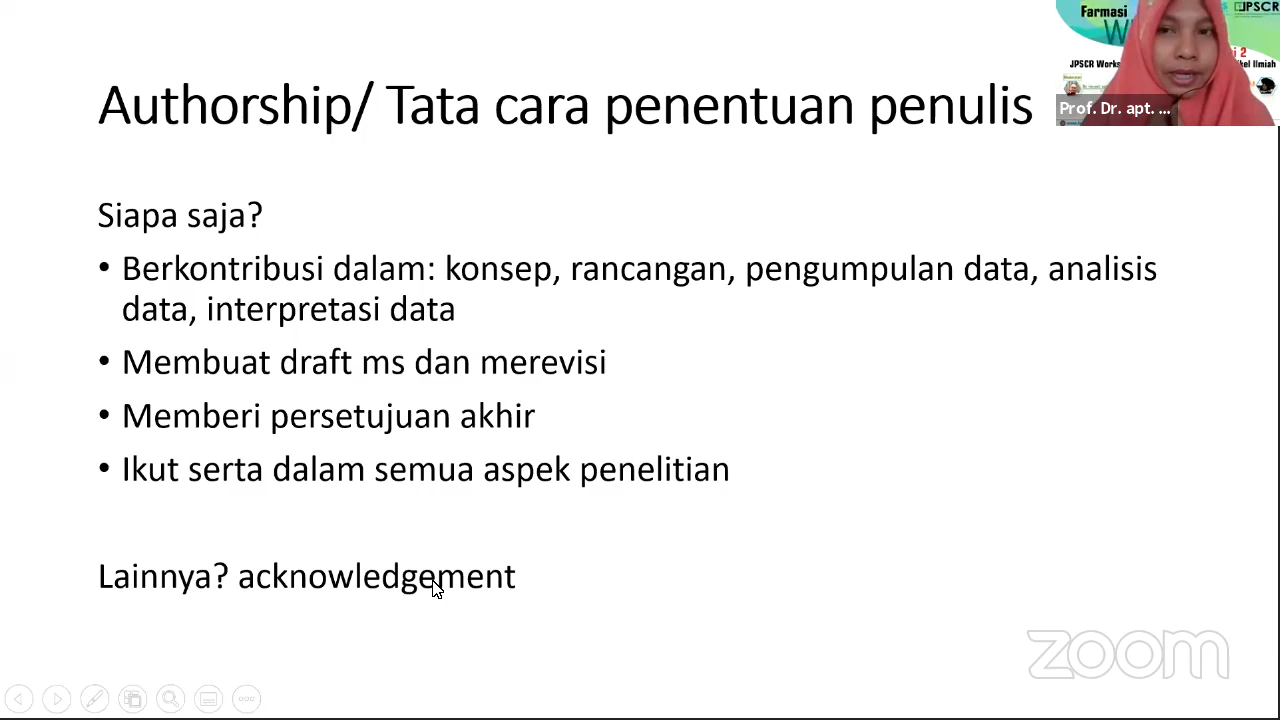 Authorship/ Tata cara penentuan penulis
Siapa saja?
• Berkontribusi dalam: konsep, rancangan, pengumpulan data, analisis
data, interpretasi data
• Membuat draft ms dan merevisi
• Memberi persetujuan akhir
• Ikut serta dalam semua aspek penelitian
Lainnya? acknowledgement
Farmasi
JPSCR
JPSCR
Prof. Dr. apt. ...
zoom